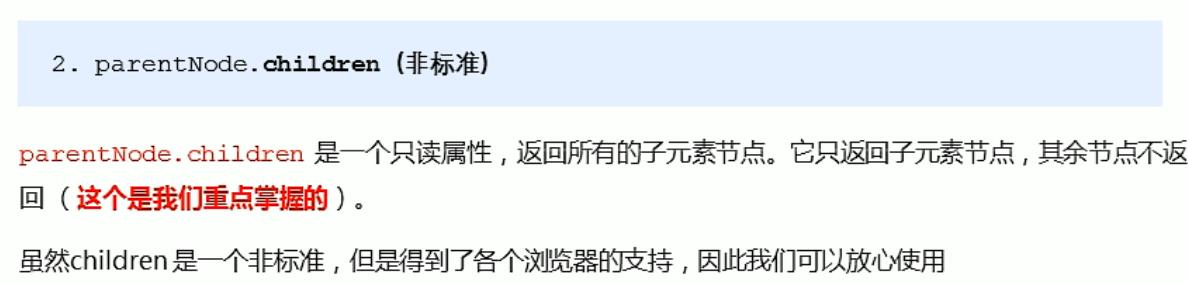 2. parentNode.children（非标准）
parentNode.children 是一个只读属性，返回所有的子元素节点。它只返回子元素节点，其余节点不返
回（这个是我们重点掌握的）。
虽然children 是一个非标准，但是得到了各个浏览器的支持，因此我们可以放心使用